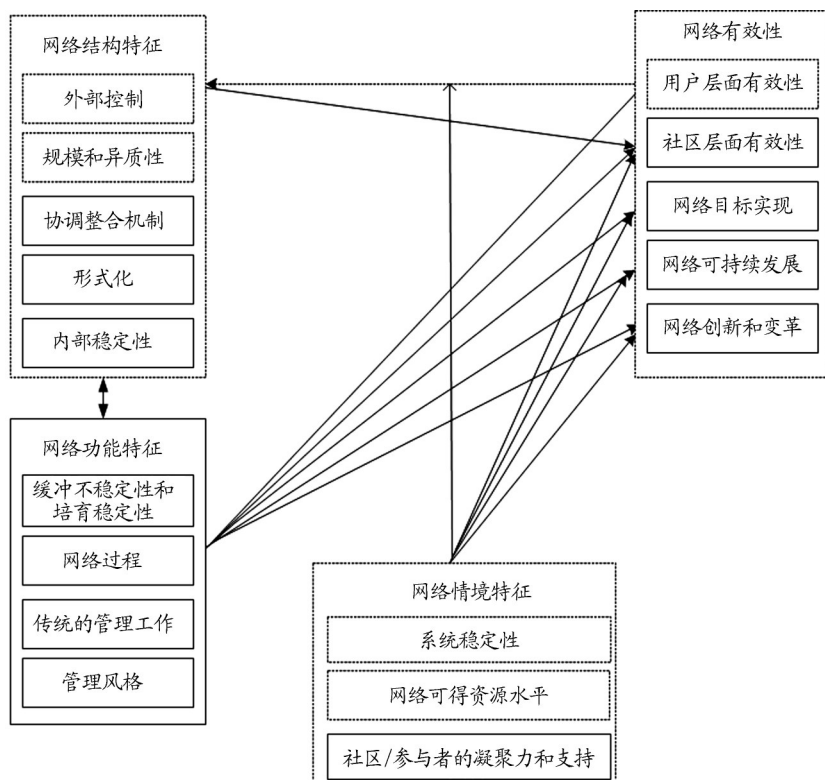 网络结构特征
外部控制
规模和异质性
协调整合机制
形式化
内部稳定性
网络功能特征
缓冲不稳定性和
培育稳定性
网络过程
传统的管理工作
管理风格
网络情境特征
系统稳定性
网络可得资源水平
社区/参与者的凝聚力和支持
网络有效性
用户层面有效性
社区层面有效性
网络目标实现
网络可持续发展
网络创新和变革